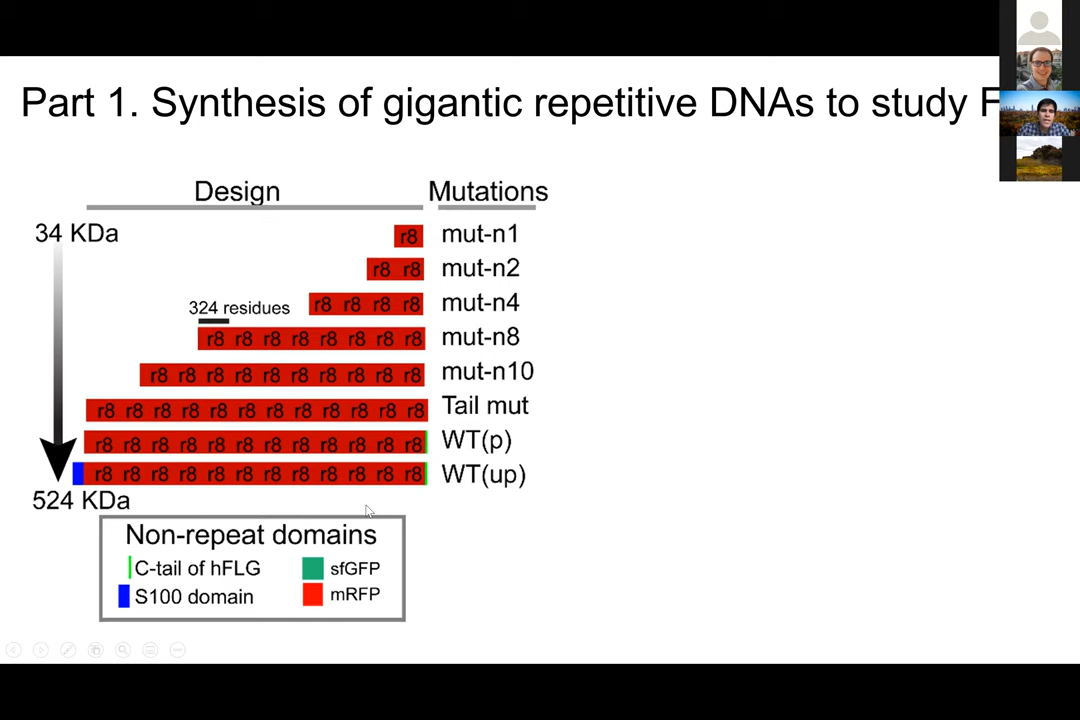 Part 1. Synthesis of gigantic repetitive DNAs to study F
Design Mutations
34 KDa r8 mut-n1
r8 r8 mut-n2
r8 r8 r8 r8 mut-n4
324 residues
r8 r8 r8 r8 r8 r8 r8 r8 mut-n8
r8 r8 r8 r8 r8 r8 r8 r8 r8 r8 mut-n10
r8 r8 r8 r8 r8 r8 r8 r8 r8 r8 r8 r8 Tail mut
r8 r8 r8 r8 r8 r8 r8 r8 r8 r8 r8 r8 WT(p)
r8 r8 r8 r8 r8 r8 r8 r8 r8 r8 r8 r8 WT(up)
524 KDa
Non-repeat domains
C-tail of hFLG sfGFP
S100 domain mRFP